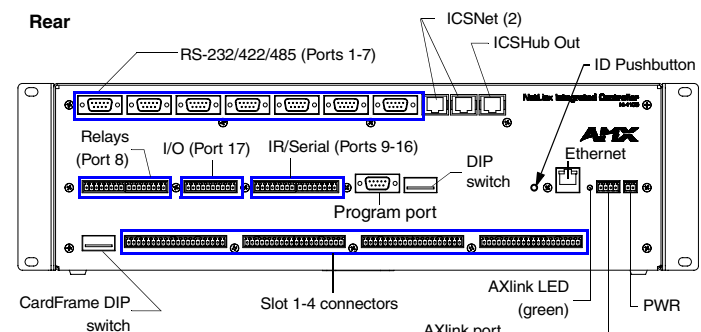 Rear
ICSNet (2)
ICSHub Out
RS-232/422/485 (Ports 1-7)
ID Pushbutton
NetLinx Integrated Controller
AMX
Relays
(Port 8)
I/O (Port 17)
IR/Serial (Ports 9-16)
DIP
switch
Ethernet
Program port
CardFrame DIP
switch
Slot 1-4 connectors
AXlink LED
(green)
PWR
AXlink port